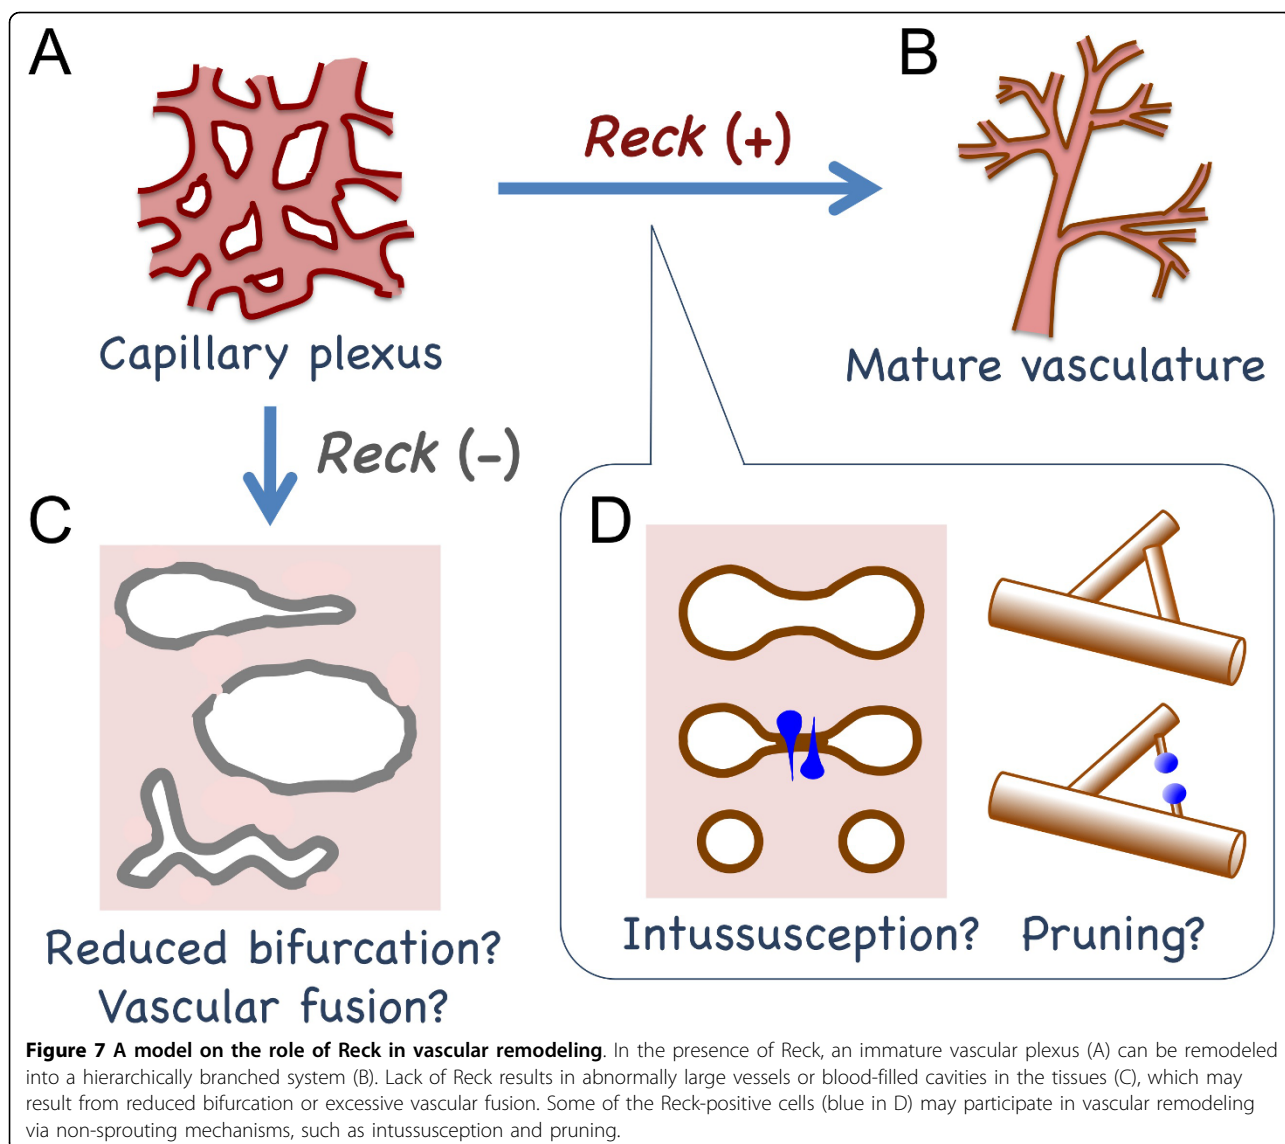 A
B
Reck (+)
Capillary plexus
Mature vasculature
Reck (−)
C
D
Intussusception? Pruning?
Reduced bifurcation?
Vascular fusion?
Figure 7 A model on the role of Reck in vascular remodeling. In the presence of Reck, an immature vascular plexus (A) can be remodeled
into a hierarchically branched system (B). Lack of Reck results in abnormally large vessels or blood-filled cavities in the tissues (C), which may
result from reduced bifurcation or excessive vascular fusion. Some of the Reck-positive cells (blue in D) may participate in vascular remodeling
via non-sprouting mechanisms, such as intussusception and pruning.